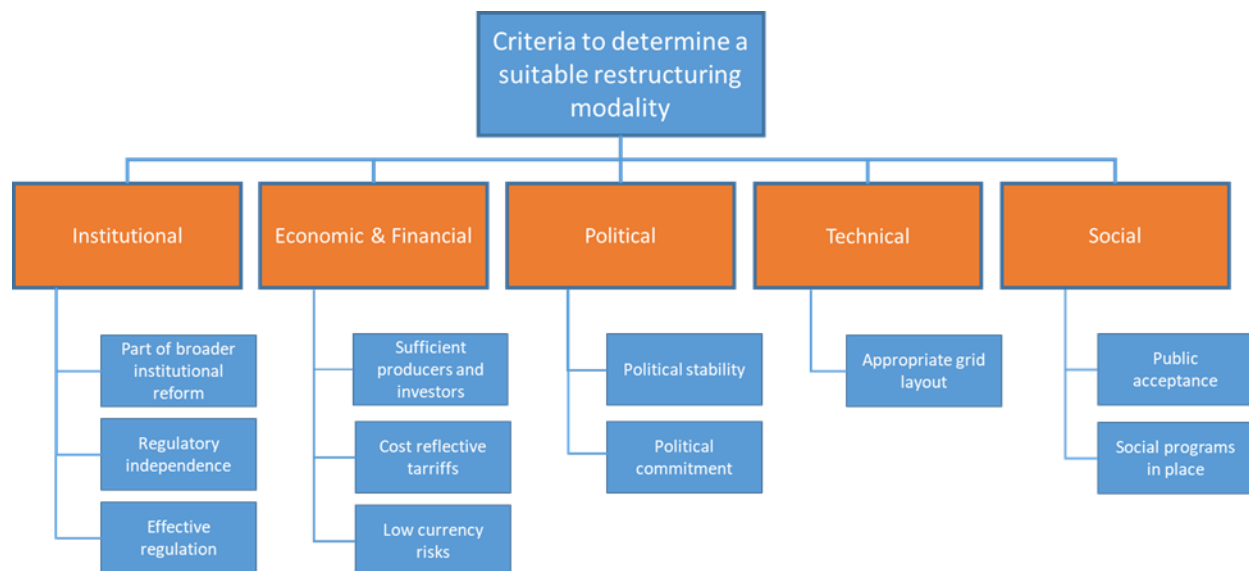 Criteria to determine a
suitable restructuring
modality
Institutional
Economic & Financial
Political
Technical
Social
Part of broader
institutional
reform
Regulatory
independence
Effective
regulation
Sufficient
producers and
investors
Cost reflective
tarriffs
Low currency
risks
Political stability
Political
commitment
Appropriate grid
layout
Public
acceptance
Social programs
in place